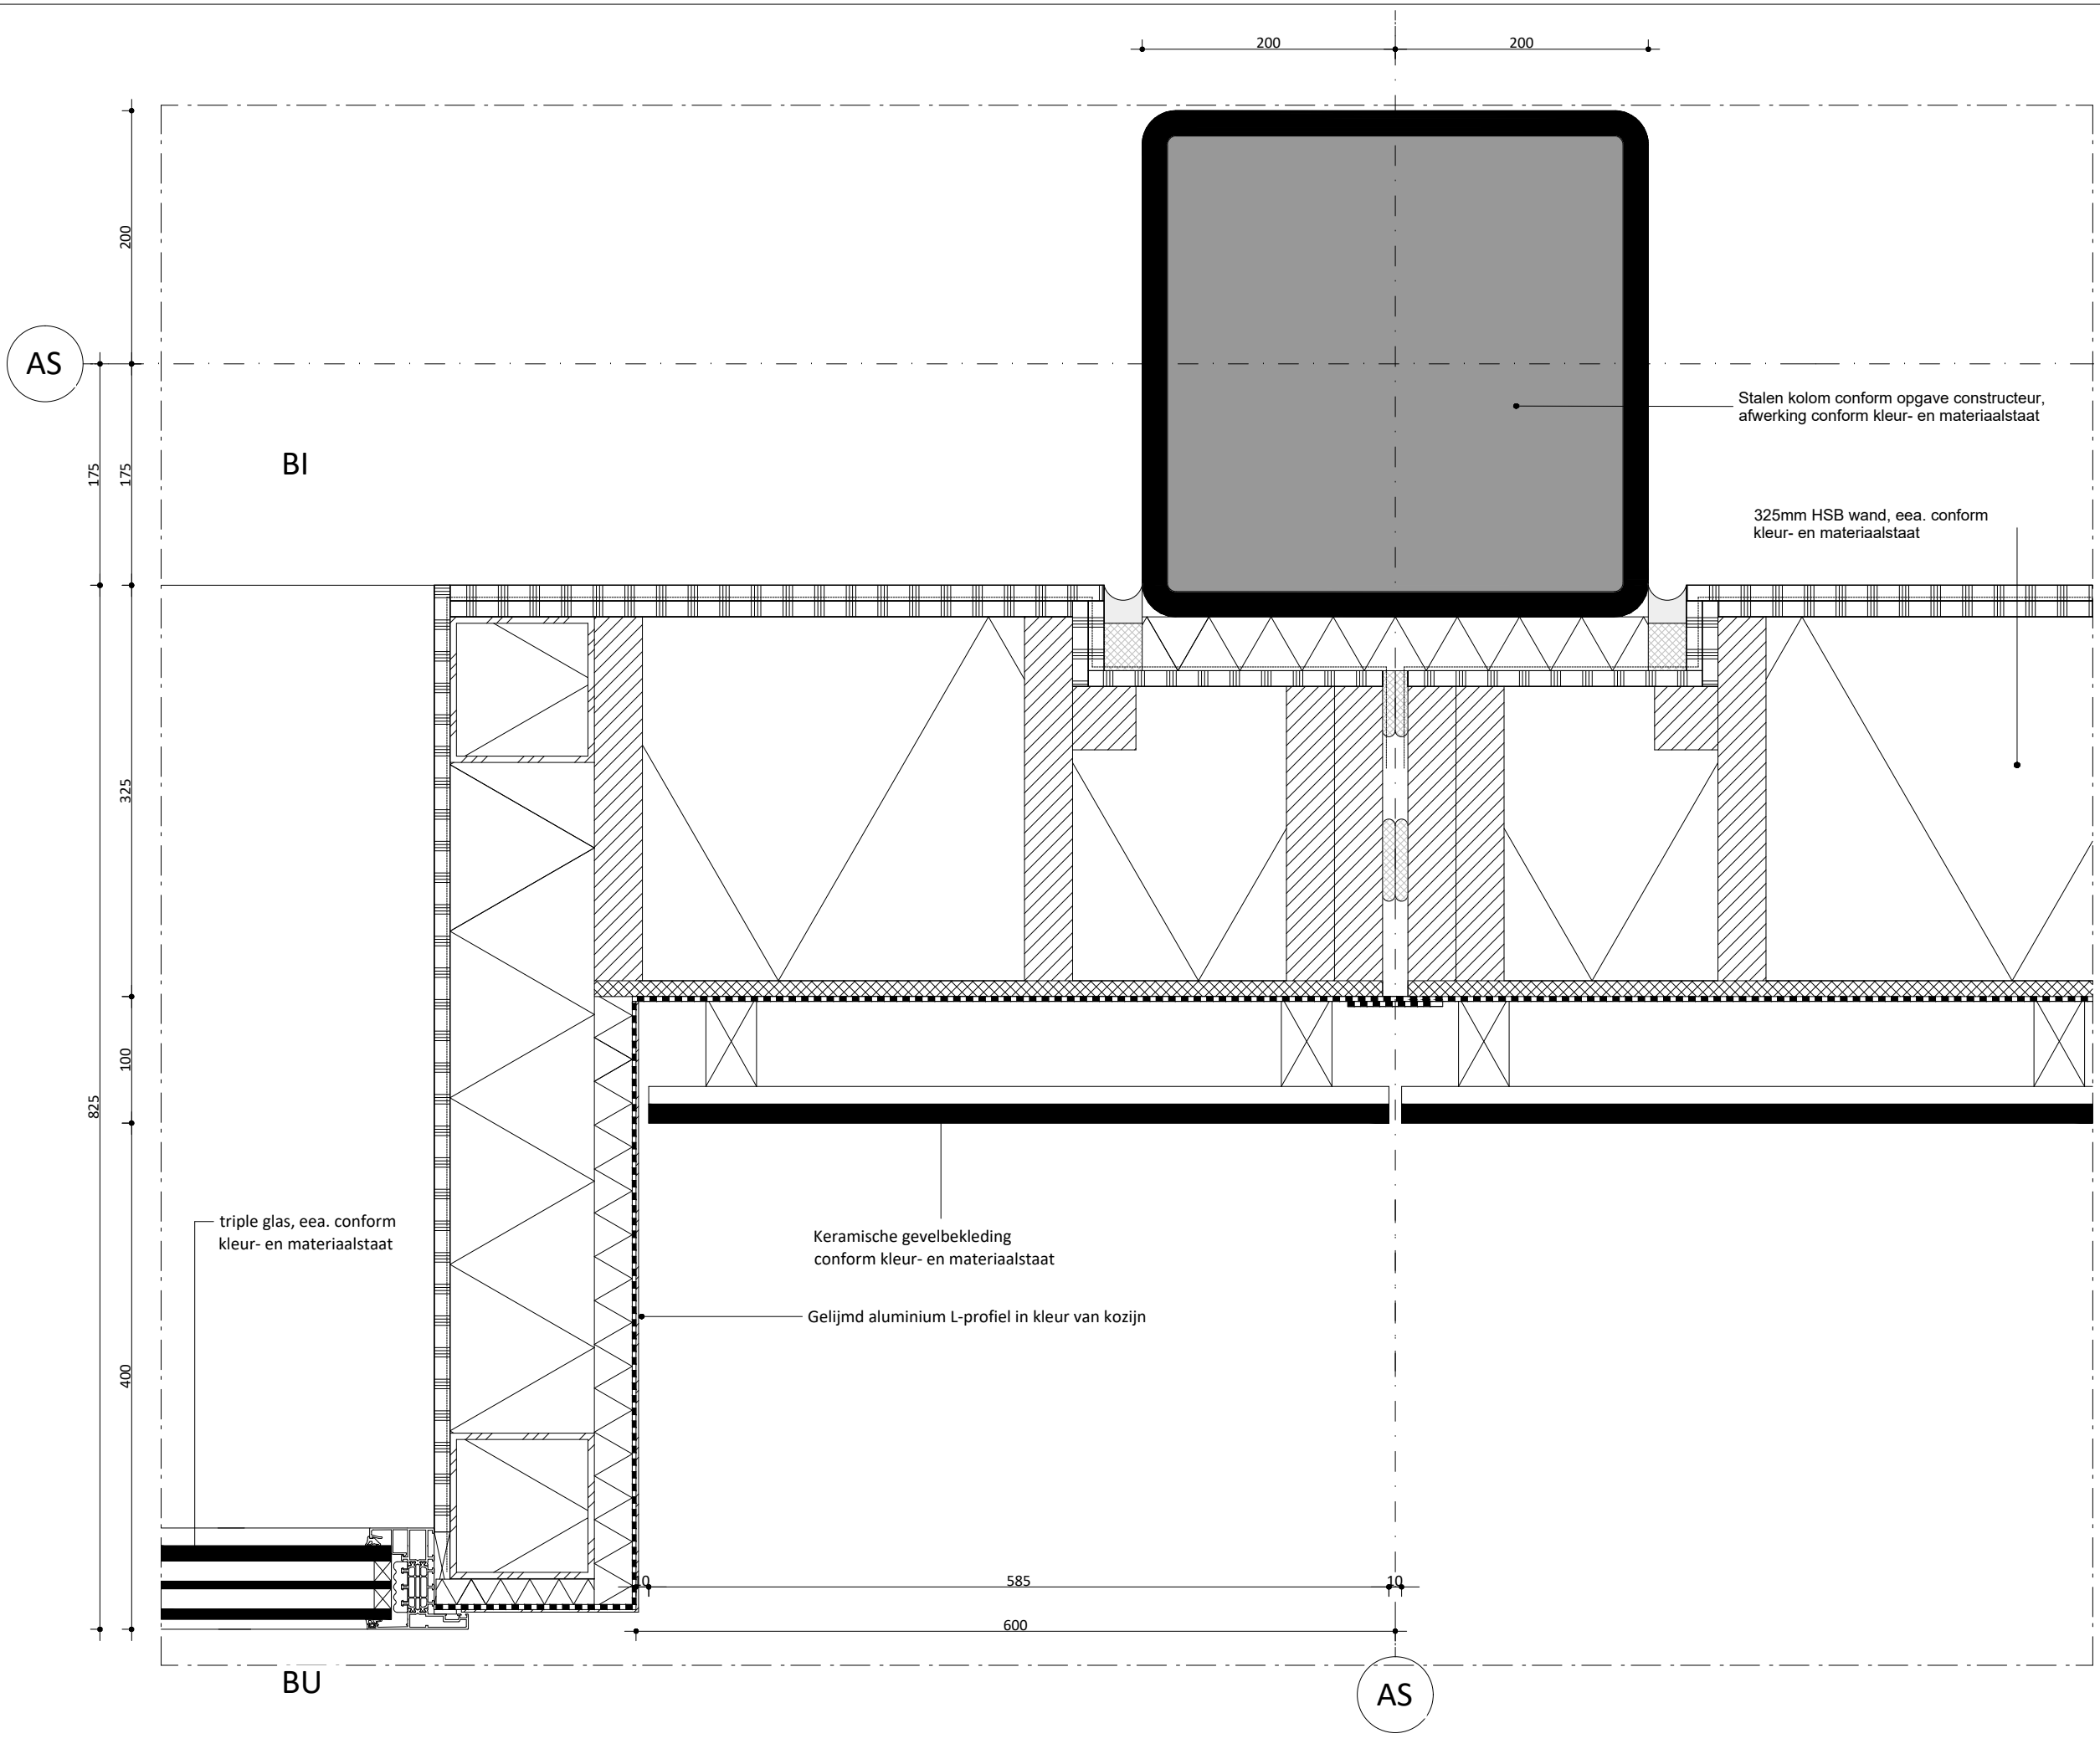 200
200
200
AS
Stalen kolom conform opgave constructeur,
afwerking conform kleur- en materiaalstaat
BI
175
175
325mm HSB wand, eea. conform
kleur- en materiaalstaat
325
100
825
triple glas, eea. conform
kleur- en materiaalstaat
Keramische gevelbekleding
conform kleur- en materiaalstaat
Gelijmd aluminium L-profiel in kleur van kozijn
400
585
10
600
BU
AS